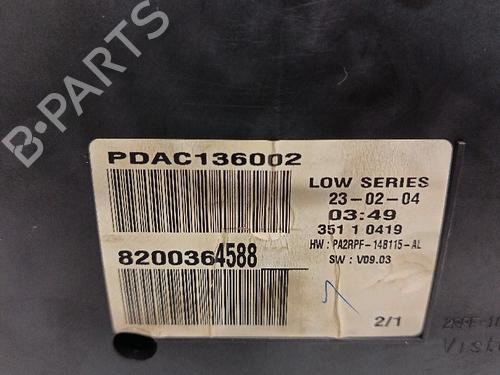 B-PARTS
PDAC136002
LOW SERIES
23-02-04
03:49
351 1 0419
HW : PA2RPF-14B115-AL
SW : V09.03
8200364588
2/1